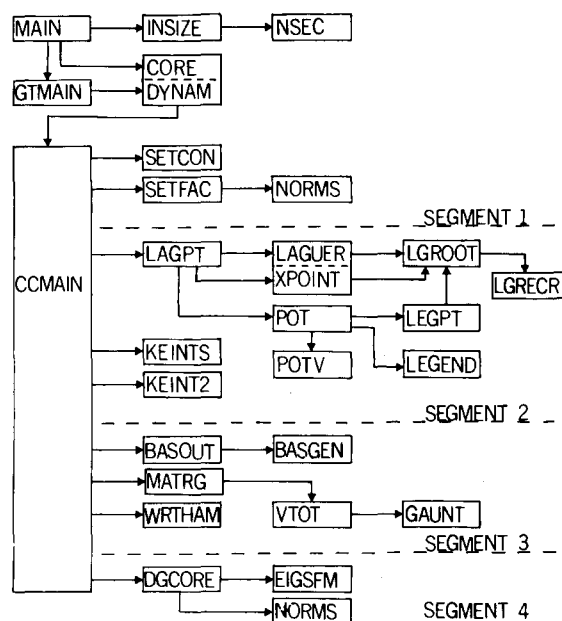 MAIN INSIZE NSEC
CORE
GTMAIN DYNAM
SETCON
SETFAC NORMS
SEGMENT 1
LAGPT LAGUER LGROOT
XPOINT LGRECR
CCMAIN
POT LEGPT
KEINTS POTV LEGEND
KEINT2
SEGMENT 2
BASOUT BASGEN
MATRG
WRTHAM VTOT GAUNT
SEGMENT 3
DGCORE EIGSFM
NORMS SEGMENT 4